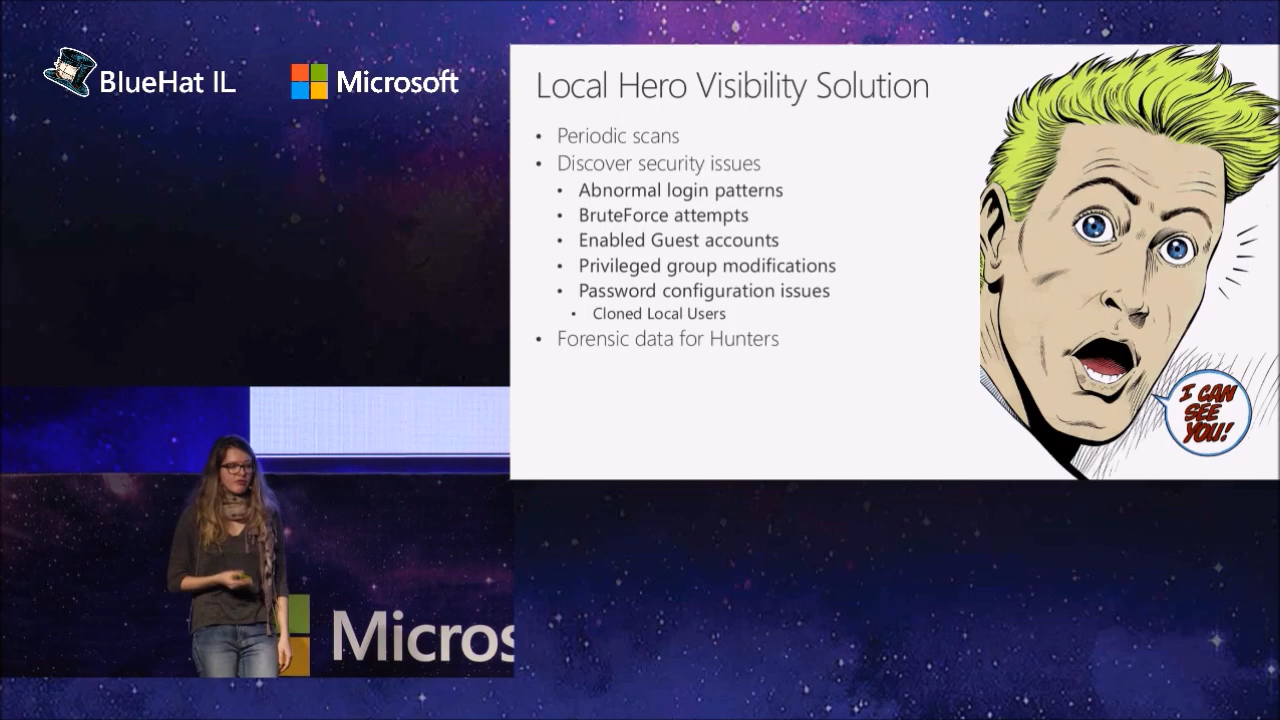 BlueHat IL
Microsoft
Local Hero Visibility Solution
• Periodic scans
• Discover security issues
• Abnormal login patterns
• BruteForce attempts
• Enabled Guest accounts
• Privileged group modifications
• Password configuration issues
• Cloned Local Users
• Forensic data for Hunters
I CAN
SEE
YOU!
Micros